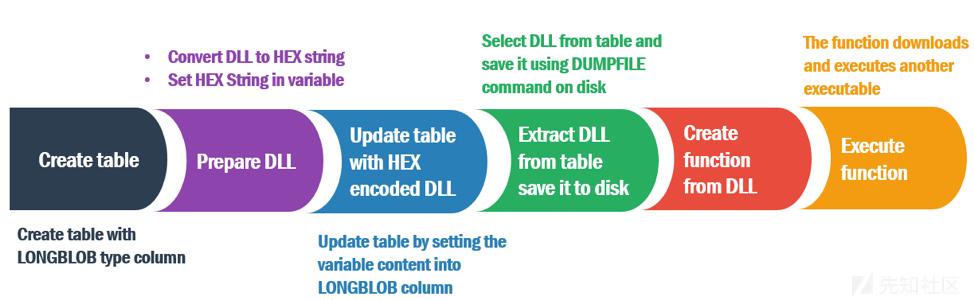 • Convert DLL to HEX string
• Set HEX String in variable
Select DLL from table and
save it using DUMPFILE
command on disk
The function downloads
and executes another
executable
Create table
Prepare DLL
Update table
with HEX
encoded DLL
Extract DLL
from table
save it to disk
Create
function
from DLL
Execute
function
Create table with
LONGBLOB type column
Update table by setting the
variable content into
LONGBLOB column
先知社区